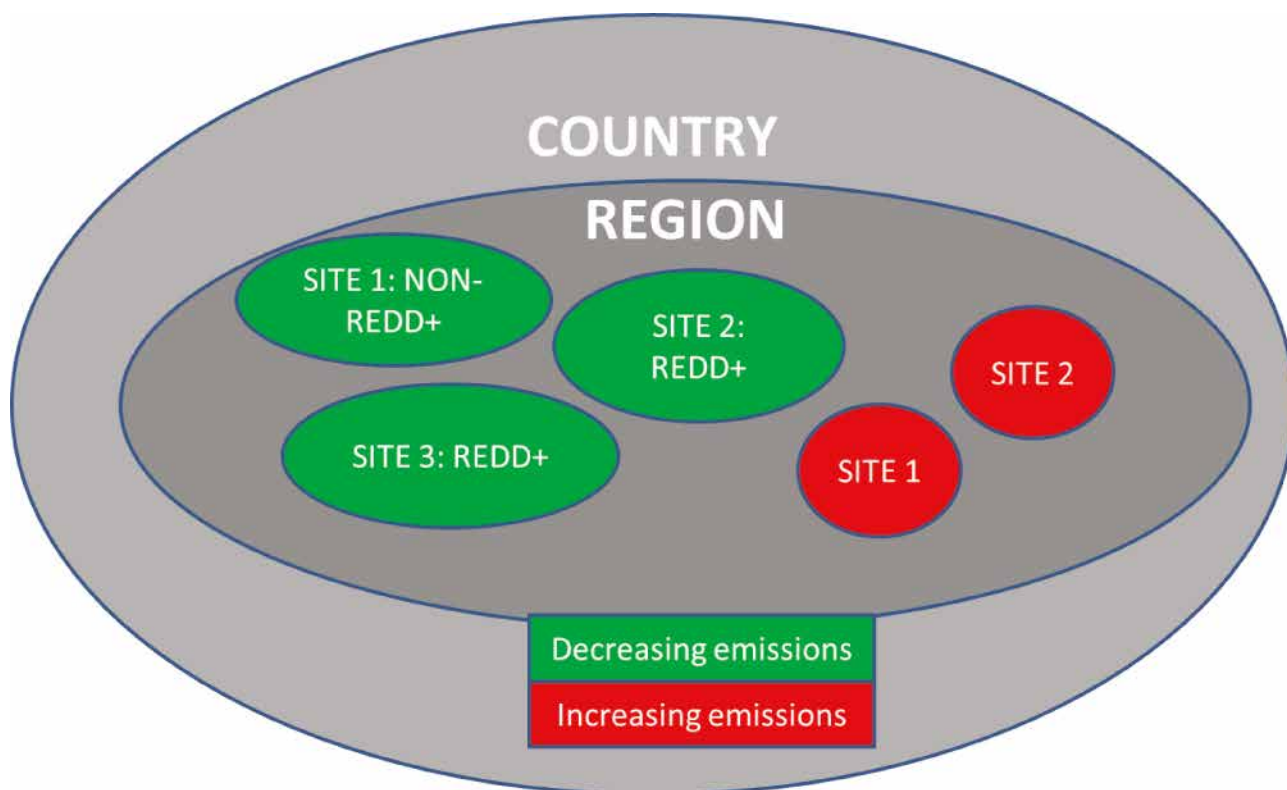 COUNTRY
REGION
SITE 1: NON-
REDD+
SITE 2:
REDD+
SITE 3: REDD+
SITE 2
SITE 1
Decreasing emissions
Increasing emissions